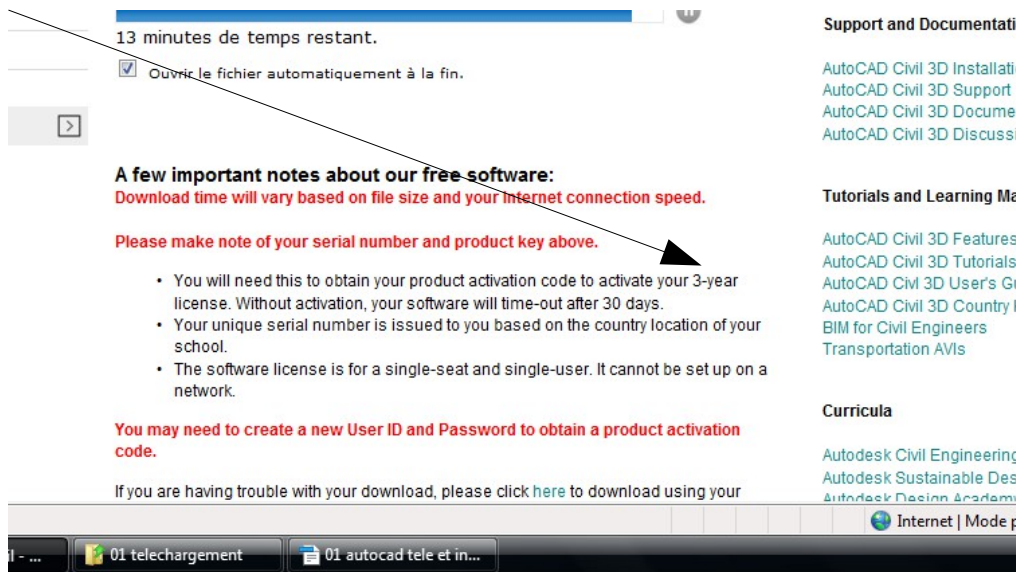 13 minutes de temps restant.
Ouvrir le fichier automatiquement à la fin.
A few important notes about our free software:
Download time will vary based on file size and your Internet connection speed.
Please make note of your serial number and product key above.
• You will need this to obtain your product activation code to activate your 3-year
license. Without activation, your software will time-out after 30 days.
• Your unique serial number is issued to you based on the country location of your
school.
• The software license is for a single-seat and single-user. It cannot be set up on a
network.
You may need to create a new User ID and Password to obtain a product activation
code.
If you are having trouble with your download, please click here to download using your
Support and Documentati
AutoCAD Civil 3D Installati
AutoCAD Civil 3D Support
AutoCAD Civil 3D Docume
AutoCAD Civil 3D Discussi
Tutorials and Learning Ma
AutoCAD Civil 3D Features
AutoCAD Civil 3D Tutorials
AutoCAD Civl 3D User's Gu
AutoCAD Civil 3D Country
BIM for Civil Engineers
Transportation AVIs
Curricula
Autodesk Civil Engineering
Autodesk Sustainable Des
Autodesk Design Academy
Internet | Mode p
il - ...
01 telechargement
01 autocad tele et in...